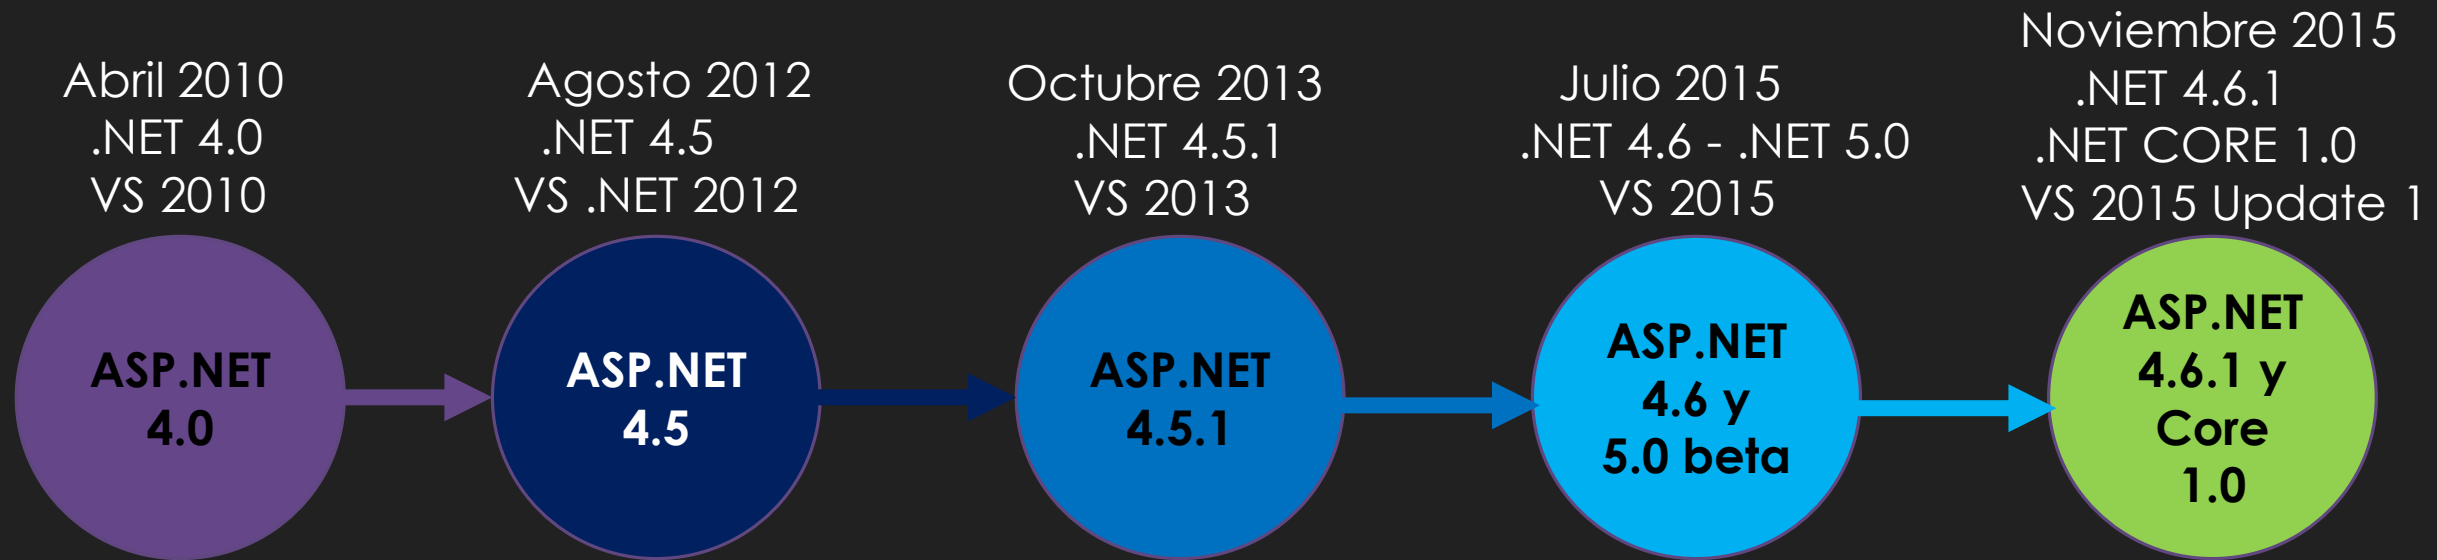 Abril 2010
.NET 4.0
VS 2010
ASP.NET
4.0
Agosto 2012
.NET 4.5
VS .NET 2012
ASP.NET
4.5
Octubre 2013
.NET 4.5.1
VS 2013
ASP.NET
4.5.1
Julio 2015
.NET 4.6 - .NET 5.0
VS 2015
ASP.NET
4.6 y
5.0 beta
Noviembre 2015
.NET 4.6.1
.NET CORE 1.0
VS 2015 Update 1
ASP.NET
4.6.1 y
Core
1.0